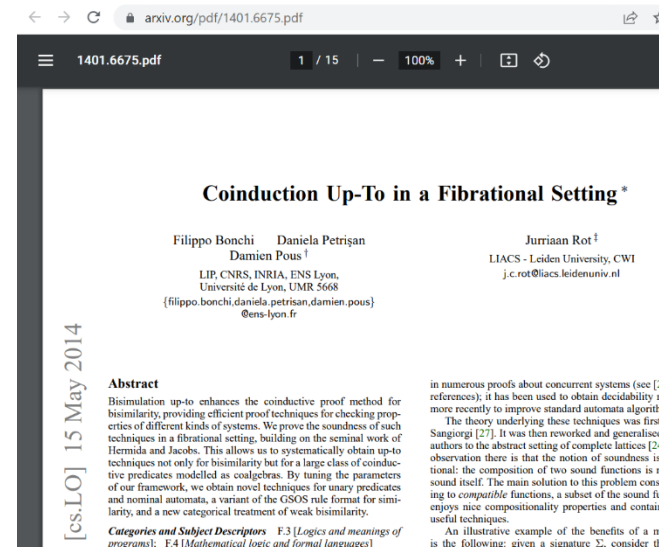 arxiv.org/pdf/1401.6675.pdf
1401.6675.pdf
1 / 15
100%
Coinduction Up-To in a Fibrational Setting *
Filippo Bonchi Daniela Petrişan
Damien Pous †
LIP, CNRS, INRIA, ENS Lyon,
Université de Lyon, UMR 5668
{filippo.bonchi,daniela.petrisan,damien.pous}
@ens-lyon.fr
Jurriaan Rot ‡
LIACS - Leiden University, CWI
j.c.rot@liacs.leidenuniv.nl
[cs.LO] 15 May 2014
Abstract
Bisimulation up-to enhances the coinductive proof method for
bisimilarity, providing efficient proof techniques for checking prop-
erties of different kinds of systems. We prove the soundness of such
techniques in a fibrational setting, building on the seminal work of
Hermida and Jacobs. This allows us to systematically obtain up-to
techniques not only for bisimilarity but for a large class of coinduc-
tive predicates modelled as coalgebras. By tuning the parameters
of our framework, we obtain novel techniques for unary predicates
and nominal automata, a variant of the GSOS rule format for simi-
larity, and a new categorical treatment of weak bisimilarity.
Categories and Subject Descriptors F.3 [Logics and meanings of
programs]: F.4 [Mathematical logic and formal languages]
in numerous proofs about concurrent systems (see
references); it has been used to obtain decidability
more recently to improve standard automata
The theory underlying these techniques was
Sangiorgi [27]. It was then reworked and
authors to the abstract setting of complete lattices
observation there is that the notion of soundness
tional: the composition of two sound functions is
sound itself. The main solution to this problem
ing to compatible functions, a subset of the sound
enjoys nice compositionality properties and
useful techniques.
An illustrative example of the benefits of a
is the following: given a signature Σ, consider